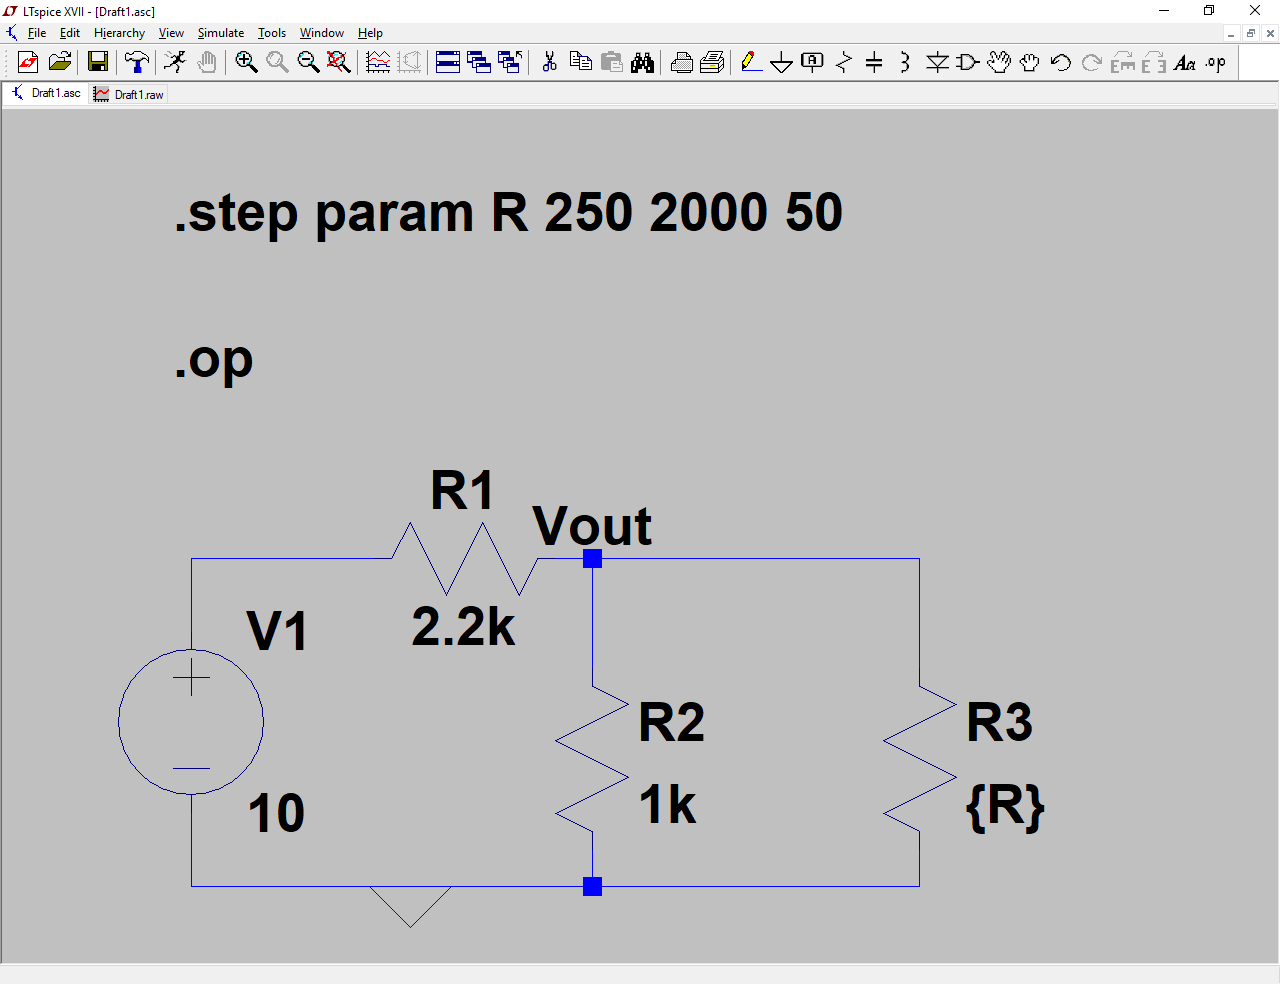 LTspice XVII - [Draft1.asc]
File Edit Hierarchy View Simulate Tools Window Help
.op
Draft1.asc Draft1.raw
.step param R 250 2000 50
.op
R1
Vout
V1
2.2k
R2
R3
10
1k
{R}